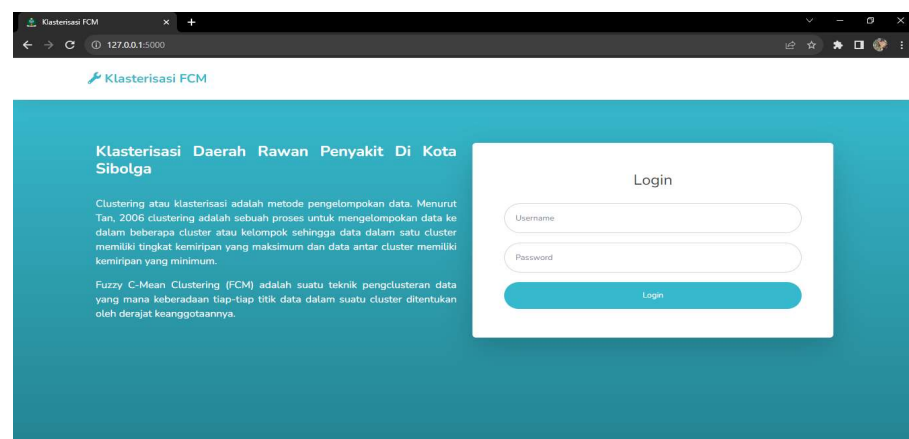 Klasterisasi FCM
127.0.0.1:5000
Klasterisasi FCM
Klasterisasi Daerah Rawan Penyakit Di Kota
Sibolga
Clustering atau klasterisasi adalah metode pengelompokan data. Menurut
Tan, 2006 clustering adalah sebuah proses untuk mengelompokan data ke
dalam beberapa cluster atau kelompok sehingga data dalam satu cluster
memiliki tingkat kemiripan yang maksimum dan data antar cluster memiliki
kemiripan yang minimum.
Fuzzy C-Mean Clustering (FCM) adalah suatu teknik pengclusteran data
yang mana keberadaan tiap-tiap titik data dalam suatu cluster ditentukan
oleh derajat keanggotaannya.
Login
Username
Password
Login